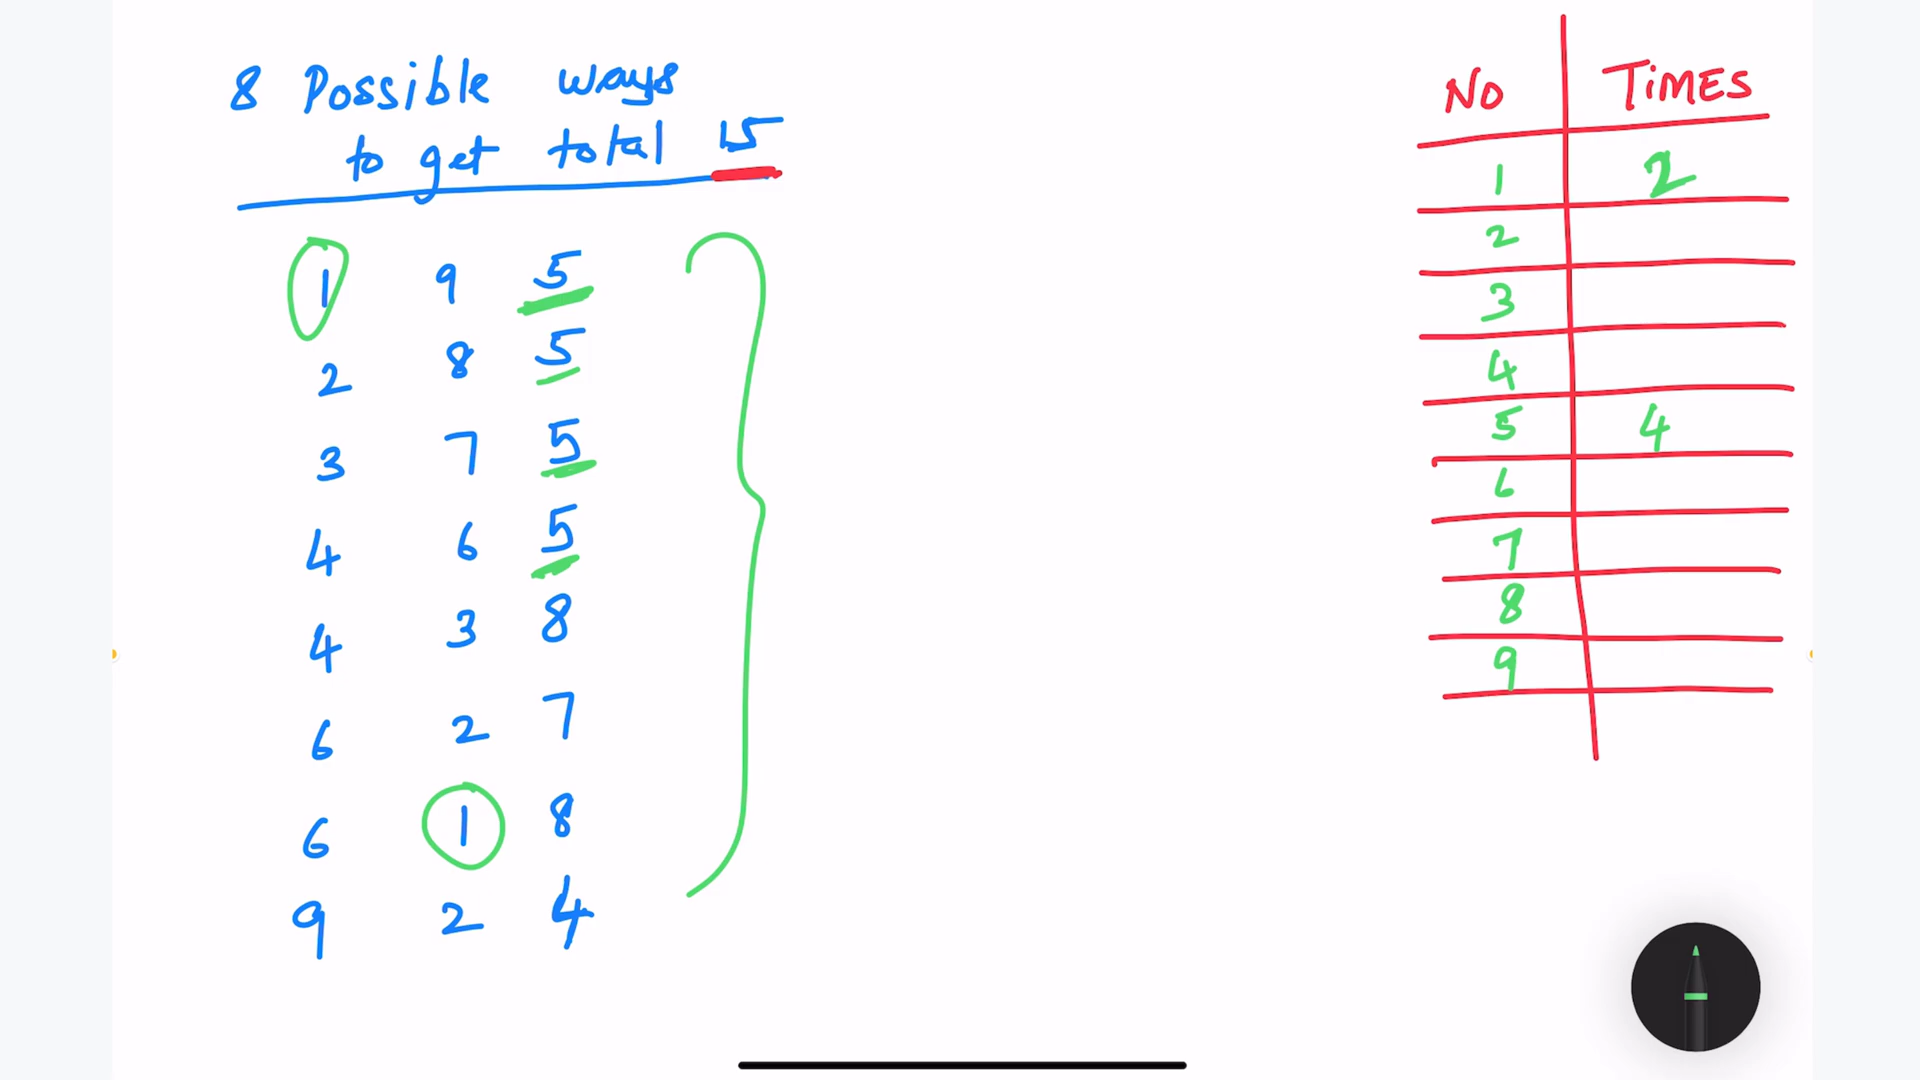 8 Possible ways
to get total 15
1 9 5
2 8 5
3 7 5
4 6 5
4 3 8
6 2 7
6 1 8
9 2 4
No TiMES
1 2
2
3
4
5 4
6
7
8
9